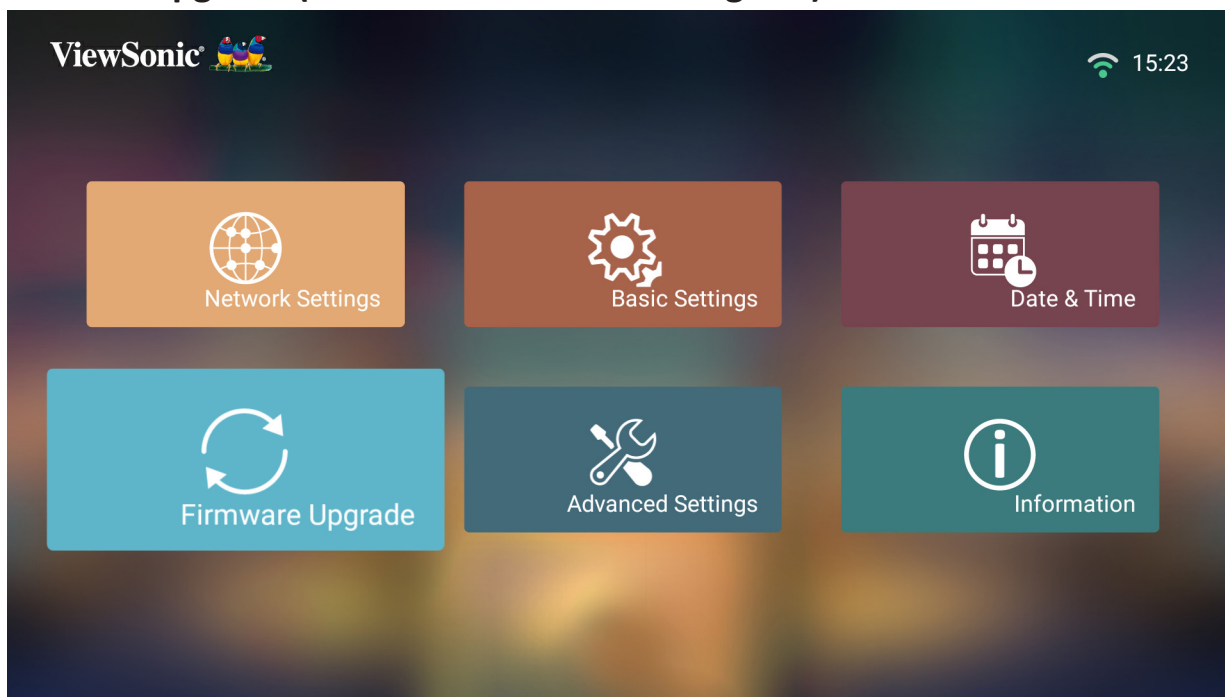 ViewSonic®
15:23
Network Settings
Basic Settings
Date & Time
Firmware Upgrade
Advanced Settings
Information